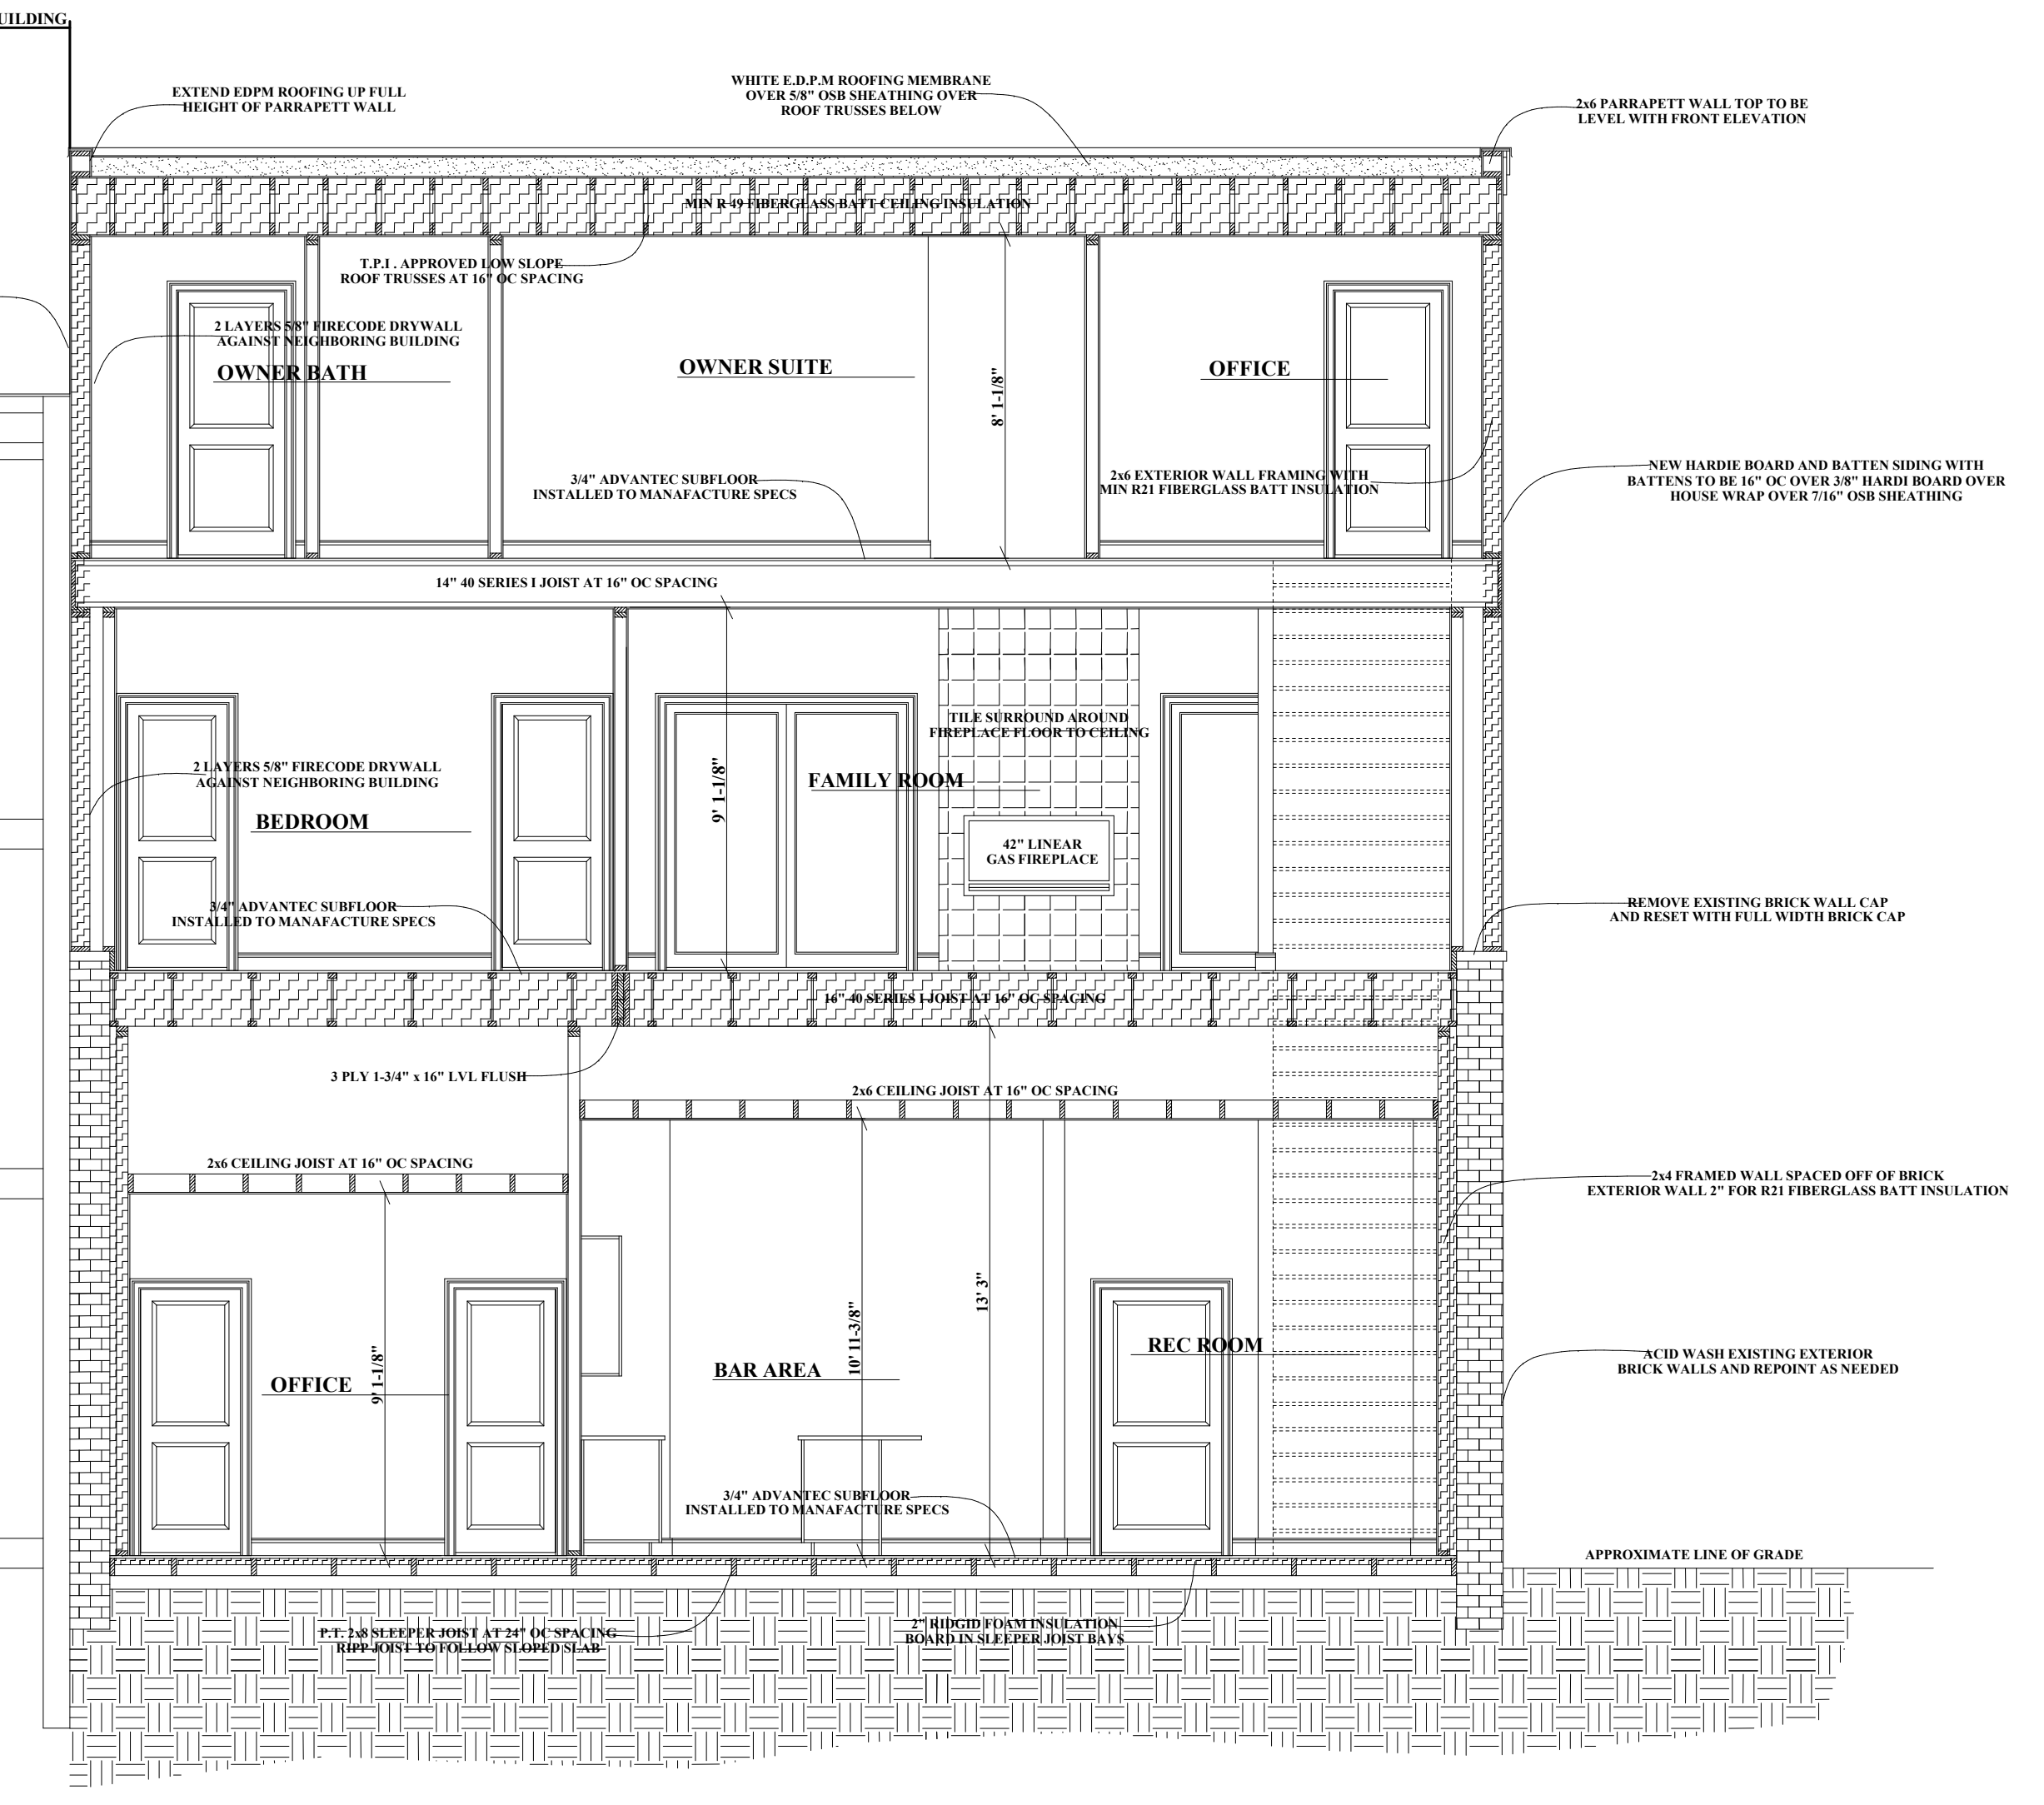 UILDING
EXTEND EDPM ROOFING UP FULL
HEIGHT OF PARRAPETT WALL
WHITE E.D.P.M ROOFING MEMBRANE
OVER 5/8" OSB SHEATHING OVER
ROOF TRUSSES BELOW
2x6 PARRAPETT WALL TOP TO BE
LEVEL WITH FRONT ELEVATION
MIN R-49 FIBERGLASS BATT CEILING INSULATION
T.P.I . APPROVED LOW SLOPE
ROOF TRUSSES AT 16" OC SPACING
2 LAYERS 5/8" FIRECODE DRYWALL
AGAINST NEIGHBORING BUILDING
OWNER BATH
OWNER SUITE
OFFICE
8' 1-1/8"
3/4" ADVANTEC SUBFLOOR
INSTALLED TO MANAFACTURE SPECS
2x6 EXTERIOR WALL FRAMING WITH
MIN R21 FIBERGLASS BATT INSULATION
NEW HARDIE BOARD AND BATTEN SIDING WITH
BATTENS TO BE 16" OC OVER 3/8" HARDI BOARD OVER
HOUSE WRAP OVER 7/16" OSB SHEATHING
14" 40 SERIES I JOIST AT 16" OC SPACING
TILE SURROUND AROUND
FIREPLACE FLOOR TO CEILING
2 LAYERS 5/8" FIRECODE DRYWALL
AGAINST NEIGHBORING BUILDING
BEDROOM
9' 1-1/8"
FAMILY ROOM
42" LINEAR
GAS FIREPLACE
3/4" ADVANTEC SUBFLOOR
INSTALLED TO MANAFACTURE SPECS
REMOVE EXISTING BRICK WALL CAP
AND RESET WITH FULL WIDTH BRICK CAP
16" 40 SERIES I JOIST AT 16" OC SPACING
3 PLY 1-3/4" x 16" LVL FLUSH
2x6 CEILING JOIST AT 16" OC SPACING
2x6 CEILING JOIST AT 16" OC SPACING
2x4 FRAMED WALL SPACED OFF OF BRICK
EXTERIOR WALL 2" FOR R21 FIBERGLASS BATT INSULATION
13' 3"
10' 11-3/8"
9' 1-1/8"
REC ROOM
BAR AREA
OFFICE
ACID WASH EXISTING EXTERIOR
BRICK WALLS AND REPOINT AS NEEDED
3/4" ADVANTEC SUBFLOOR
INSTALLED TO MANAFACTURE SPECS
APPROXIMATE LINE OF GRADE
P.T. 2x8 SLEEPER JOIST AT 24" OC SPACING
RIPP JOIST TO FOLLOW SLOPED SLAB
2" RIDGID FOAM INSULATION
BOARD IN SLEEPER JOIST BAYS